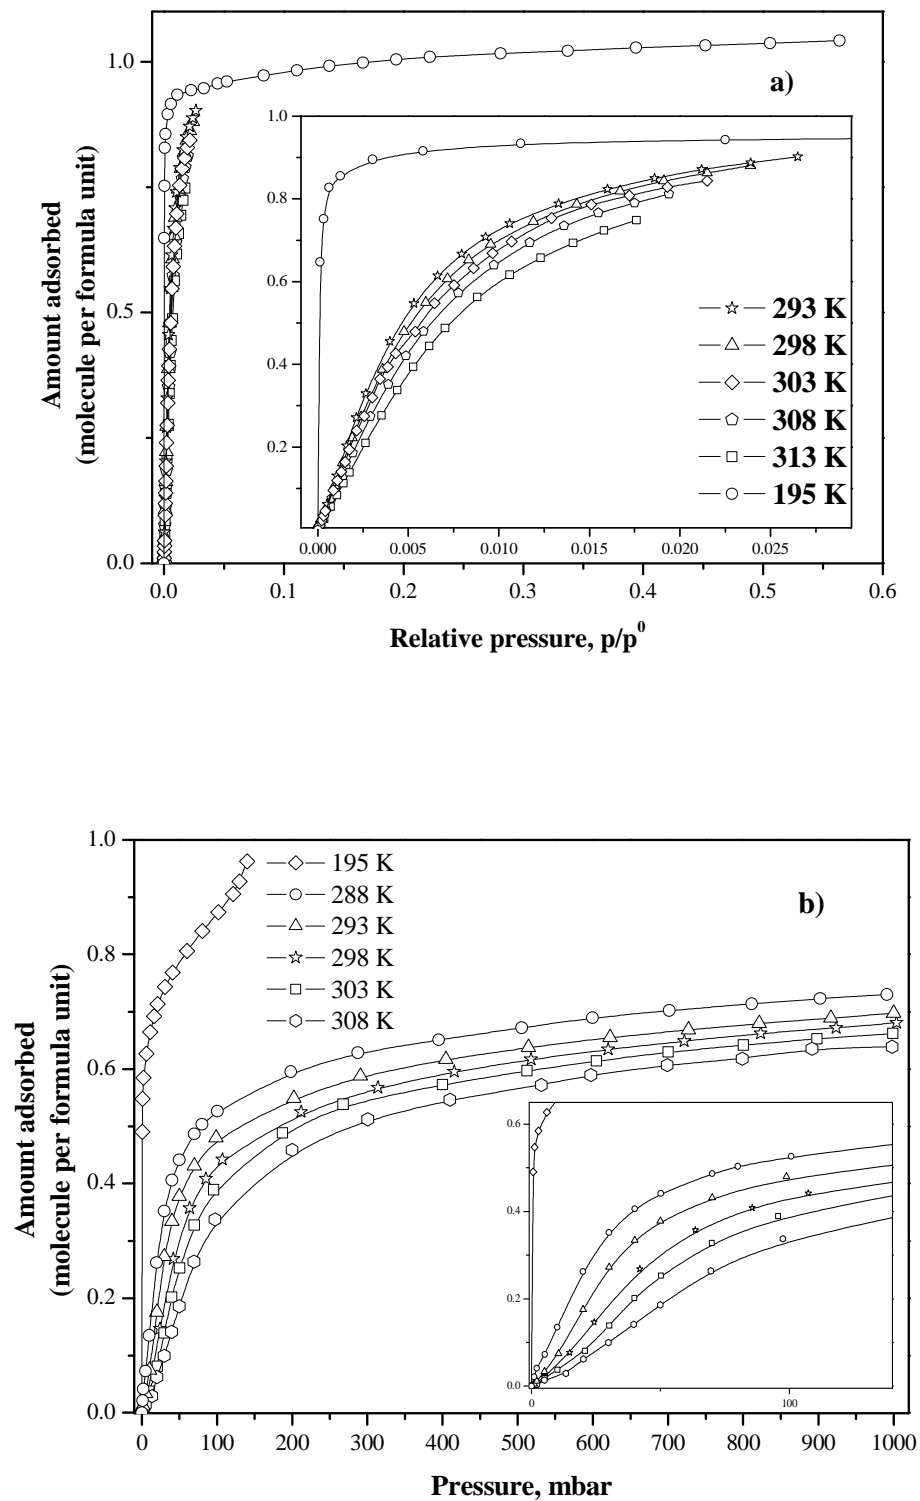 1.0
0.5
0.0
0.0
0.1
0.2
0.3
0.4
0.5
0.6
Amount adsorbed
(molecule per formula unit)
Relative pressure, p/p⁰
a)
1.0
0.8
0.6
0.4
0.2
0.000
0.005
0.010
0.015
0.020
0.025
293 K
298 K
303 K
308 K
313 K
195 K
1.0
0.8
0.6
0.4
0.2
0.0
0
100
200
300
400
500
600
700
800
900
1000
Amount adsorbed
(molecule per formula unit)
Pressure, mbar
195 K
288 K
293 K
298 K
303 K
308 K
b)
0.6
0.4
0.2
0.0
0
100